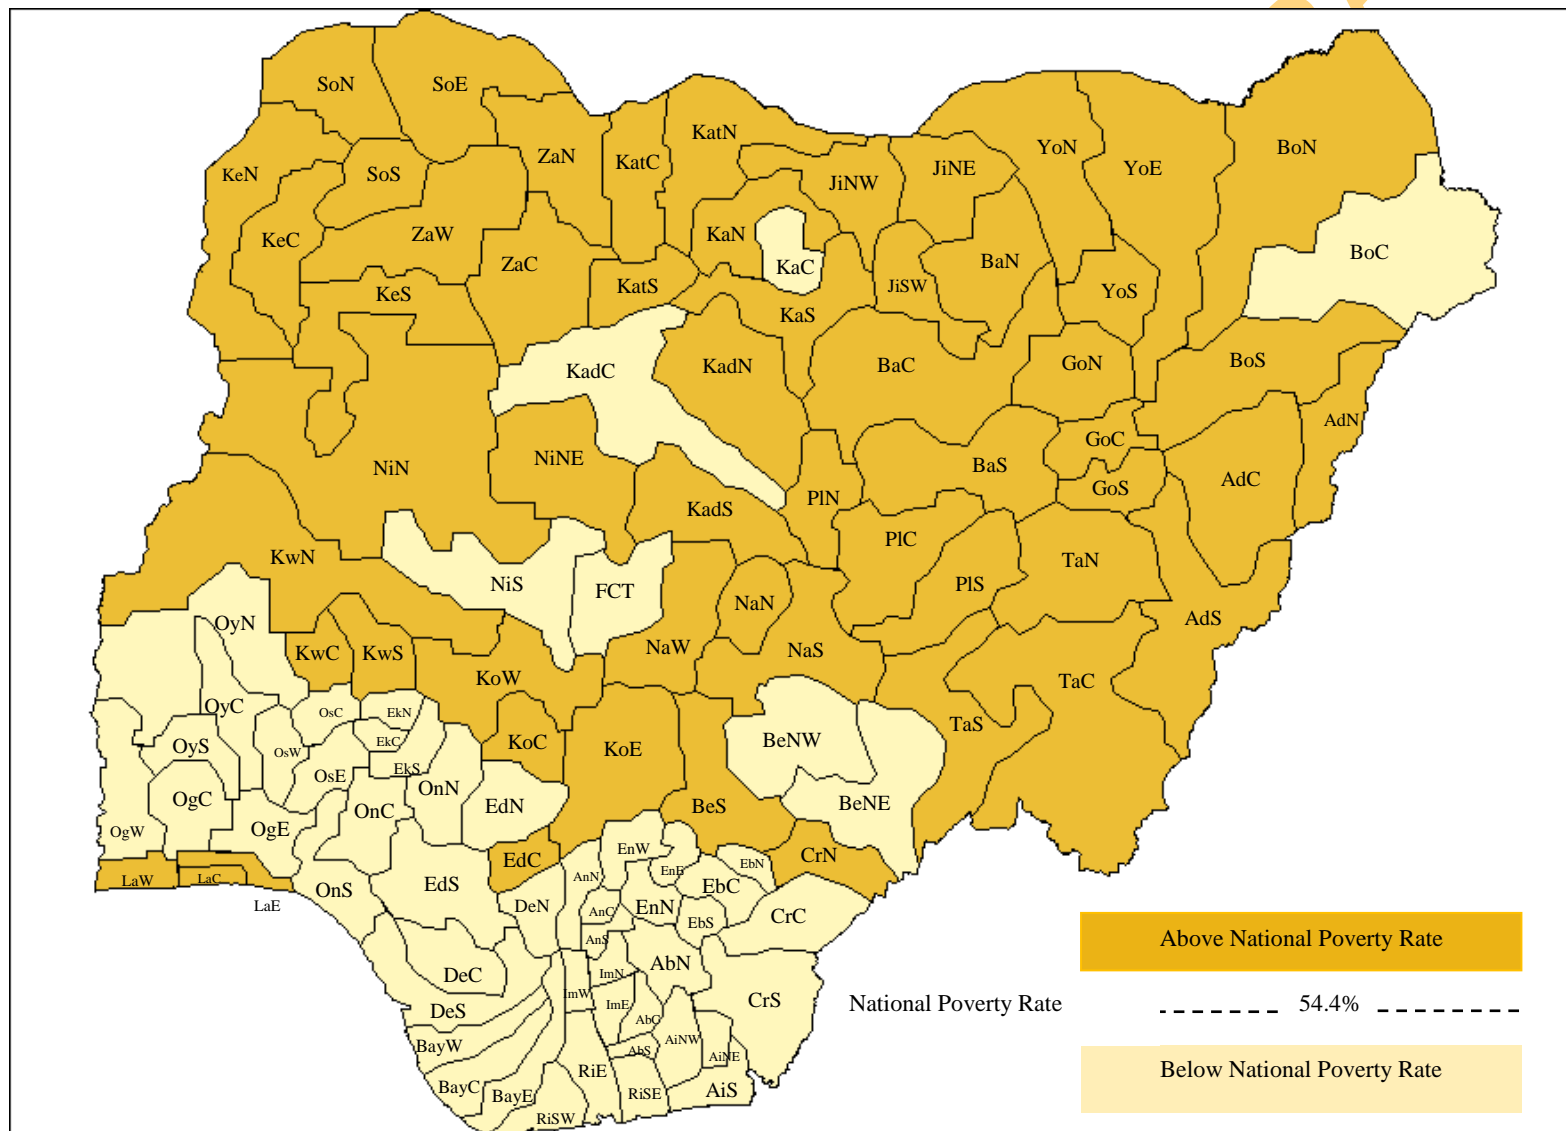 SoN
SoE
KatN
ZaN
KatC
YoN
BoN
KeN
SoS
JiNW
JiNE
YoE
KeC
ZaW
KaN
BoC
ZaC
KaC
BaN
KatS
JiSW
YoS
KeS
KaS
KadC
KadN
BaC
GoN
BoS
AdN
GoC
NiN
NiNE
BaS
AdC
GoS
PlN
KadS
PlC
KwN
TaN
NiS
FCT
PlS
NaN
AdS
OyN
KwC
KwS
NaW
NaS
KoW
TaC
OyC
OsC
EkN
TaS
OyS
OsW
EkC
KoC
KoE
BeNW
EkS
OsE
OnN
OgC
EdN
BeS
BeNE
OgW
OgE
OnC
EnW
EdC
CrN
LaW
LaC
EbN
OnS
EdS
AnN
EnE
EbC
LaE
DeN
AnC
EnN
EbS
CrC
AnS
Above National Poverty Rate
DeC
ImN
AbN
ImW
CrS
DeS
ImE
AbC
National Poverty Rate
54.4%
BayW
AbS
AiNW
AiNE
RiE
Below National Poverty Rate
BayC
BayE
RiSE
AiS
RiSW